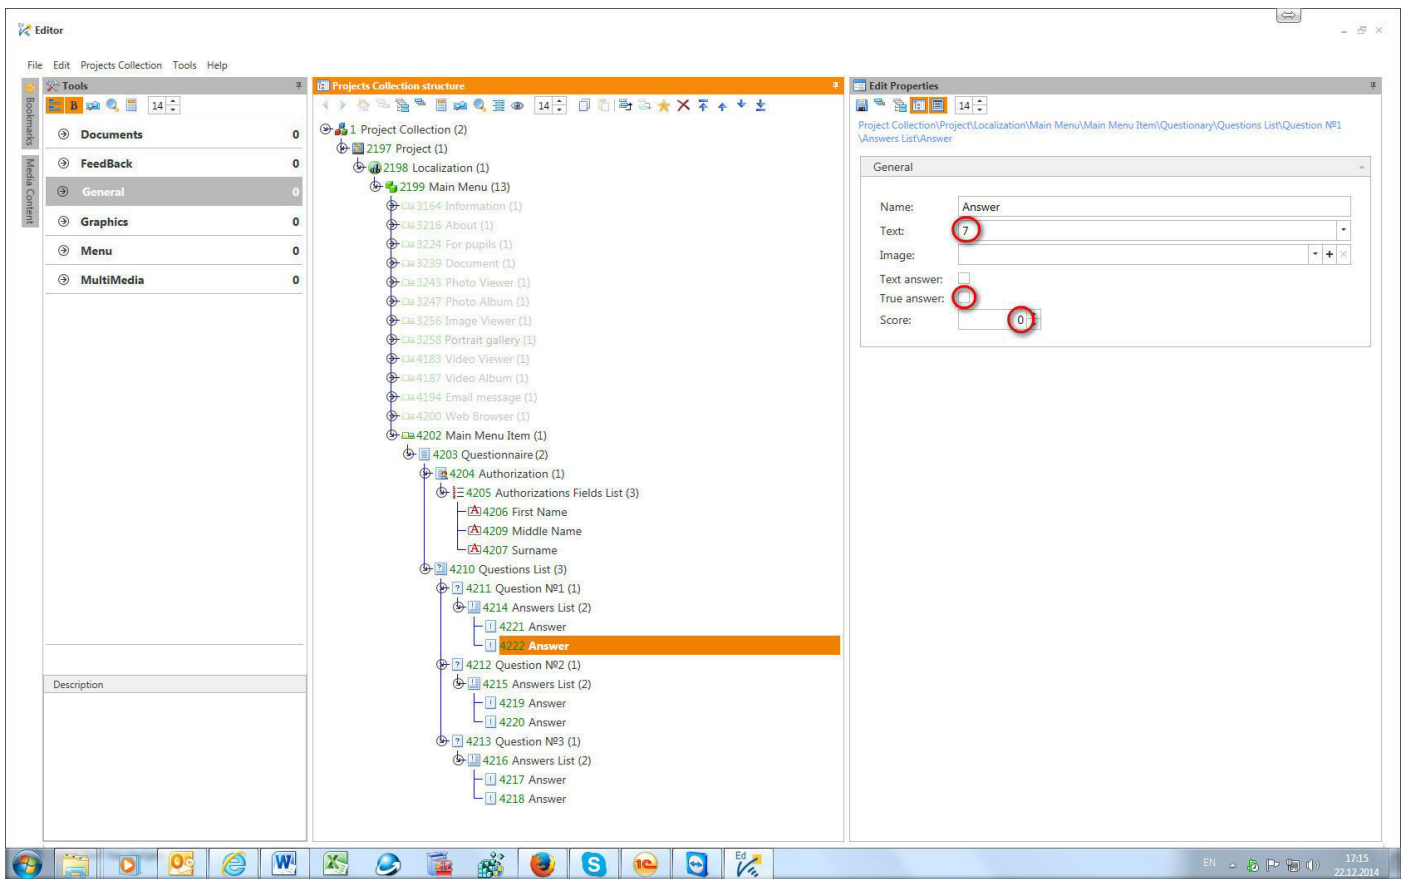 Ed
Editor
File Edit Projects Collection Tools Help
Bookmarks
Media Content
Tools
B 14
Documents 0
FeedBack 0
General 0
Graphics 0
Menu 0
MultiMedia 0
Description
Projects Collection structure
14
1 Project Collection (2)
2197 Project (1)
2198 Localization (1)
2199 Main Menu (13)
3164 Information (1)
3216 About (1)
3224 For pupils (1)
3239 Document (1)
3243 Photo Viewer (1)
3247 Photo Album (1)
3256 Image Viewer (1)
3258 Portrait gallery (1)
4183 Video Viewer (1)
4187 Video Album (1)
4194 Email message (1)
4200 Web Browser (1)
4202 Main Menu Item (1)
4203 Questionnaire (2)
4204 Authorization (1)
4205 Authorizations Fields List (3)
4206 First Name
4209 Middle Name
4207 Surname
4210 Questions List (3)
4211 Question №1 (1)
4214 Answers List (2)
4221 Answer
4222 Answer
4212 Question №2 (1)
4215 Answers List (2)
4219 Answer
4220 Answer
4213 Question №3 (1)
4216 Answers List (2)
4217 Answer
4218 Answer
Edit Properties
14
Project Collection\Project\Localization\Main Menu\Main Menu Item\Questionary\Questions List\Question №1
\Answers List\Answer
General
Name: Answer
Text: 7
Image:
Text answer:
True answer:
Score: 0
EN
17:15
22.12.2014